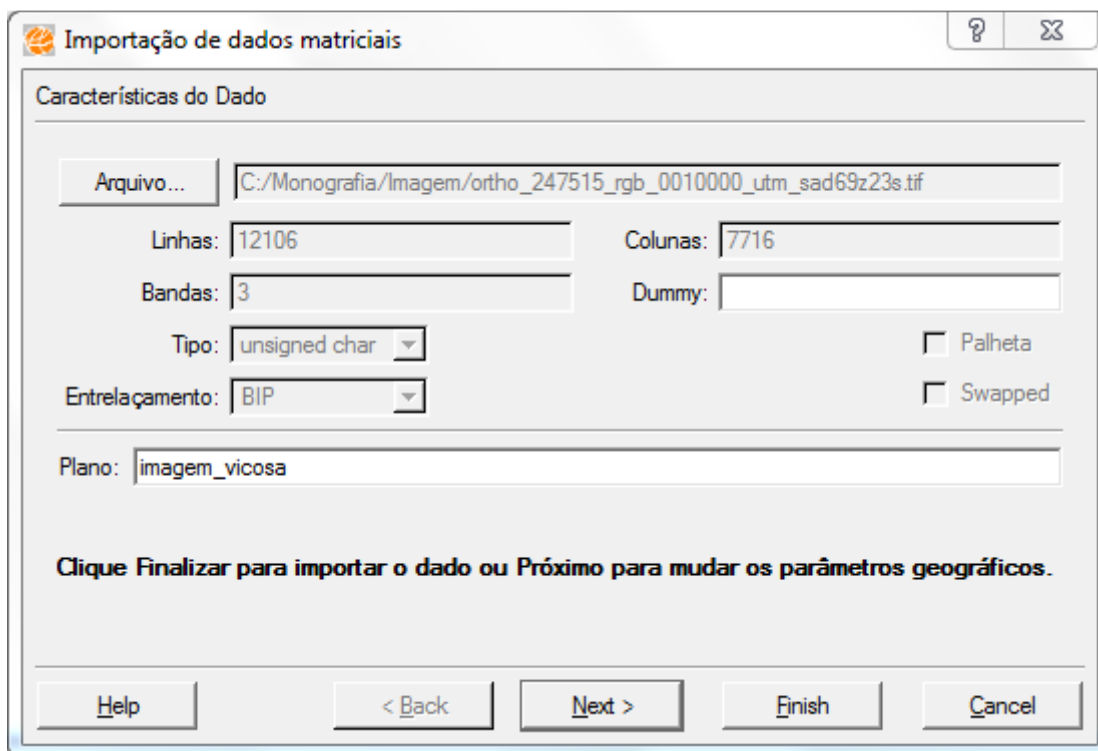 Importação de dados matriciais
Características do Dado
Arquivo... C:/Monografia/Imagem/ortho_247515_rgb_0010000_utm_sad69z23s.tif
Linhas: 12106 Colunas: 7716
Bandas: 3 Dummy:
Tipo: unsigned char Palheta
Entrelaçamento: BIP Swapped
Plano: imagem_vicosa
Clique Finalizar para importar o dado ou Próximo para mudar os parâmetros geográficos.
Help < Back Next > Finish Cancel